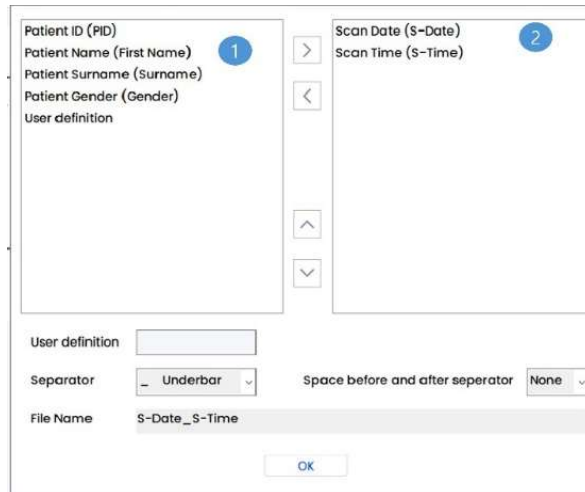 Patient ID (PID)
Patient Name (First Name)
Patient Surname (Surname)
Patient Gender (Gender)
User definition
1
Scan Date (S-Date)
Scan Time (S-Time)
2
User definition
Separator _ Underbar Space before and after seperator None
File Name S-Date_S-Time
OK